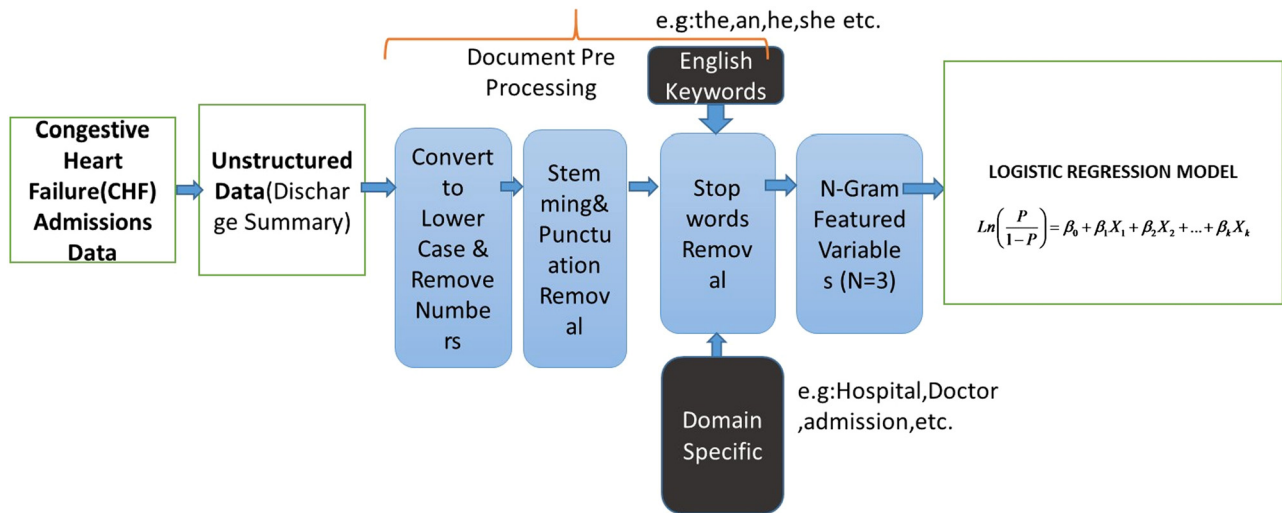 e.g:the,an,he,she etc.
Document Pre
Processing
English
Keywords
Congestive
Heart
Failure(CHF)
Admissions
Data
Unstructured
Data(Dischar
ge Summary)
Convert
to
Lower
Case &
Remove
Numbe
rs
Stem
ming&
Punctu
ation
Remov
al
Stop
words
Remov
al
N-Gram
Featured
Variable
s (N=3)
LOGISTIC REGRESSION MODEL
Ln(P/1-P) = β₀ + β₁X₁ + β₂X₂ + ... + βₖXₖ
Domain
Specific
e.g:Hospital,Doctor
,admission,etc.